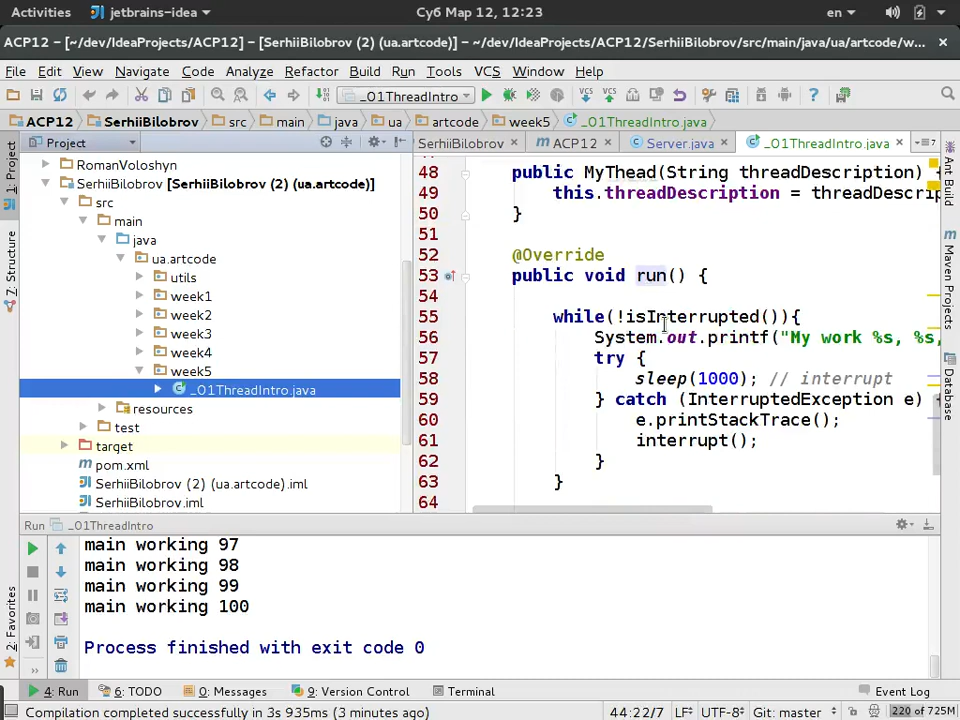 Activities jetbrains-idea Суб Мар 12, 12:23 en
ACP12 – [~/dev/IdeaProjects/ACP12] – [SerhiiBilobrov (2) (ua.artcode)] – ~/dev/IdeaProjects/ACP12/SerhiiBilobrov/src/main/java/ua/artcode/w...
File Edit View Navigate Code Analyze Refactor Build Run Tools VCS Window Help
_01ThreadIntro VCS VCS
ACP12 SerhiiBilobrov src main java ua artcode week5 _01ThreadIntro.java
Project SerhiiBilobrov ACP12 Server.java _01ThreadIntro.java 7
RomanVoloshyn
SerhiiBilobrov [SerhiiBilobrov (2) (ua.artcode)]
src
main
java
ua.artcode
utils
week1
week2
week3
week4
week5
_01ThreadIntro.java
resources
test
target
pom.xml
SerhiiBilobrov (2) (ua.artcode).iml
SerhiiBilobrov.iml
48 public MyThead(String threadDescription) {
49 this.threadDescription = threadDescrip
50 }
51
52 @Override
53 public void run() {
54
55 while(!isInterrupted()){
56 System.out.printf("My work %s, %s,
57 try {
58 sleep(1000); // interrupt
59 } catch (InterruptedException e) {
60 e.printStackTrace();
61 interrupt();
62 }
63 }
64
1: Project
7: Structure
2: Favorites
Ant Build
Maven Projects
Database
Run _01ThreadIntro
main working 97
main working 98
main working 99
main working 100
Process finished with exit code 0
4: Run 6: TODO 0: Messages 9: Version Control Terminal Event Log
Compilation completed successfully in 3s 935ms (3 minutes ago) 44:22/7 LF UTF-8 Git: master 220 of 725M